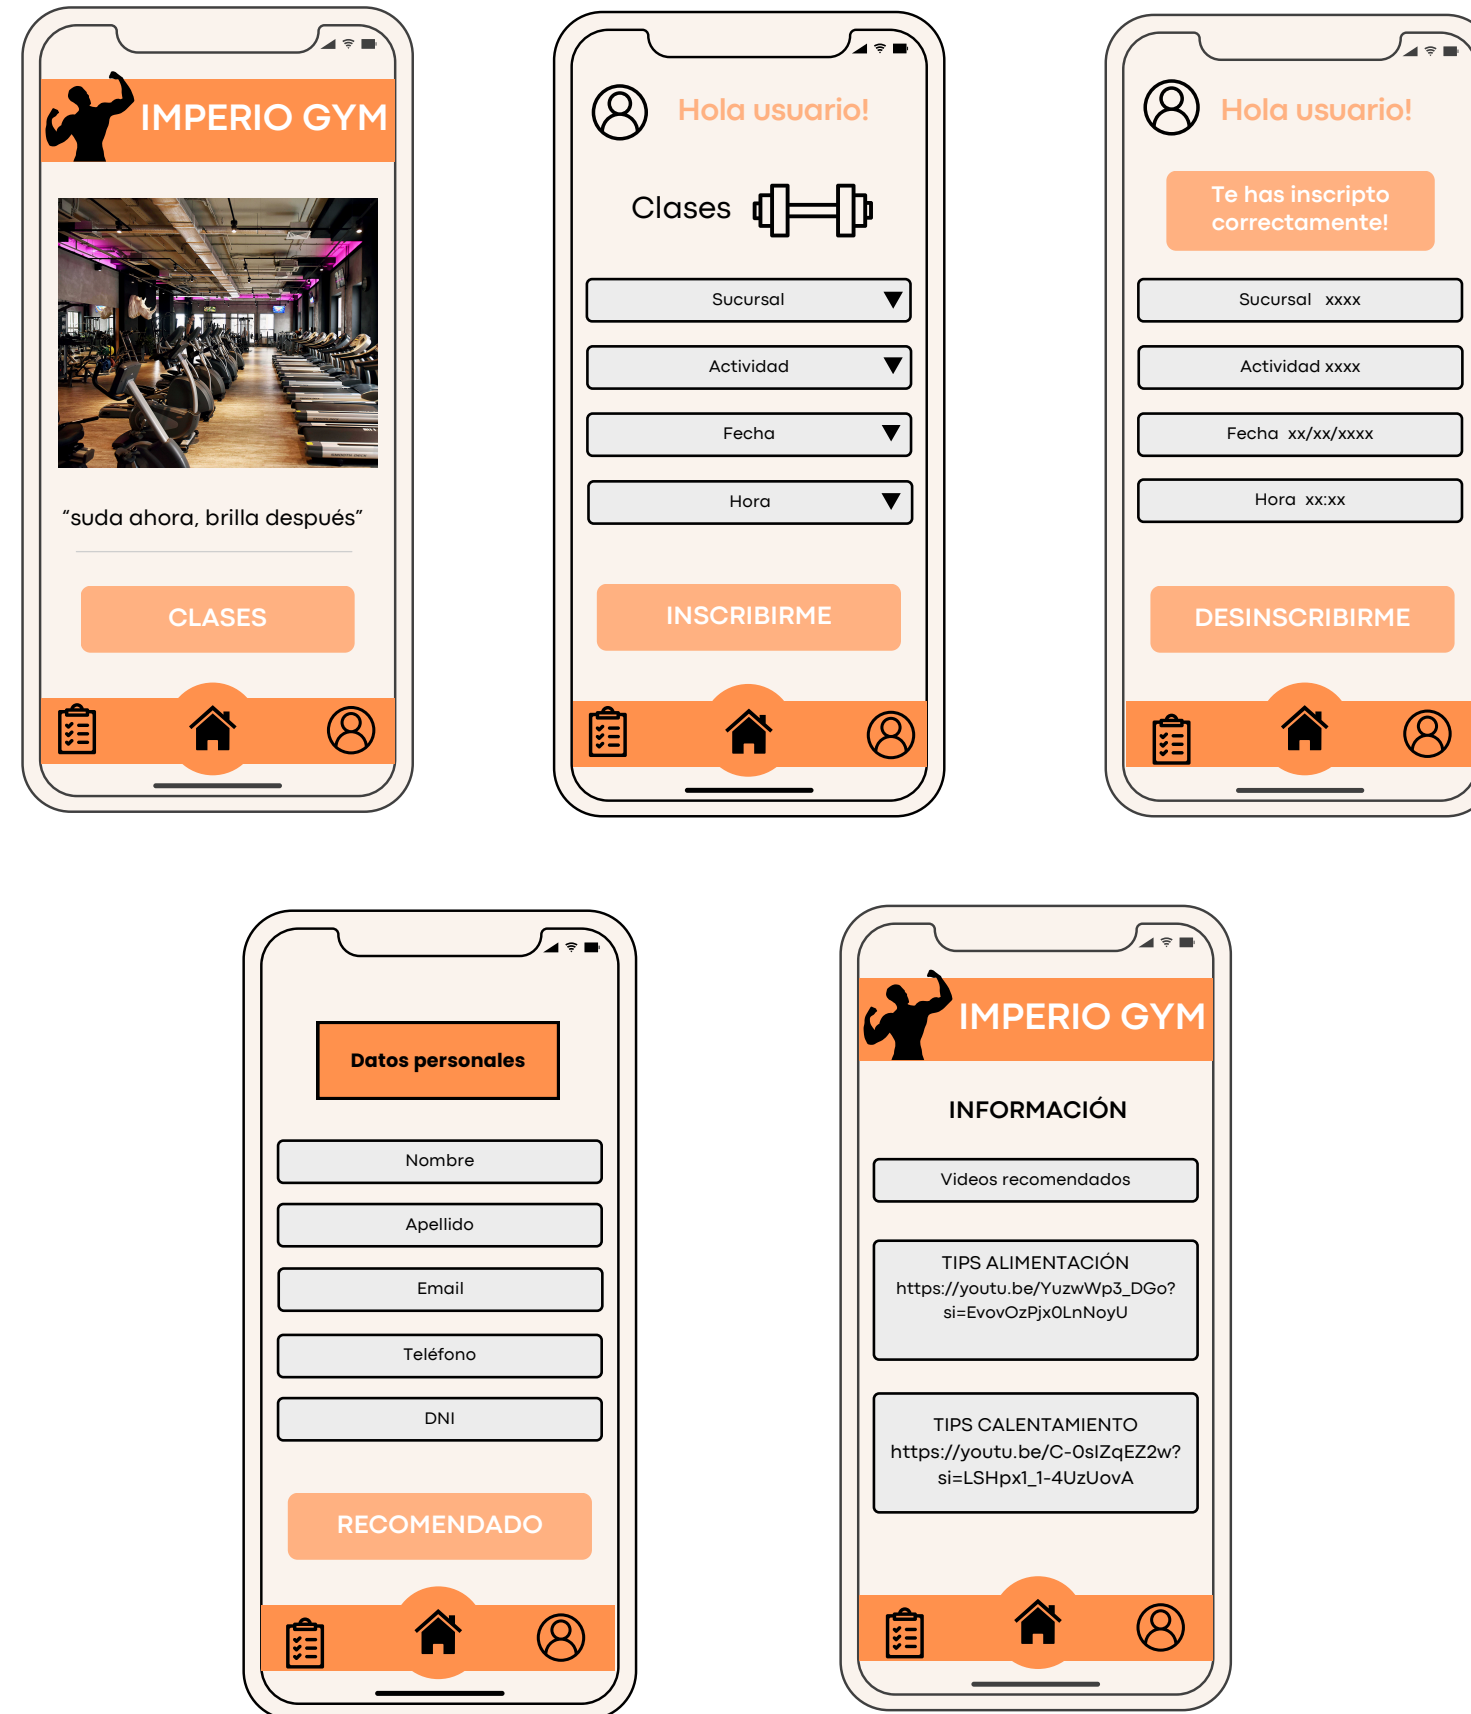 IMPERIO GYM
“suda ahora, brilla después”
CLASES
Hola usuario!
Clases
Sucursal
Actividad
Fecha
Hora
INSCRIBIRME
Hola usuario!
Te has inscripto
correctamente!
Sucursal xxxx
Actividad xxxx
Fecha xx/xx/xxxx
Hora xx:xx
DESINSCRIBIRME
Datos personales
Nombre
Apellido
Email
Teléfono
DNI
RECOMENDADO
IMPERIO GYM
INFORMACIÓN
Videos recomendados
TIPS ALIMENTACIÓN
https://youtu.be/YuzwWp3_DGo?
si=EvovOzPjx0LnNoyU
TIPS CALENTAMIENTO
https://youtu.be/C-0sIZqEZ2w?
si=LSHpx1_1-4UzUovA